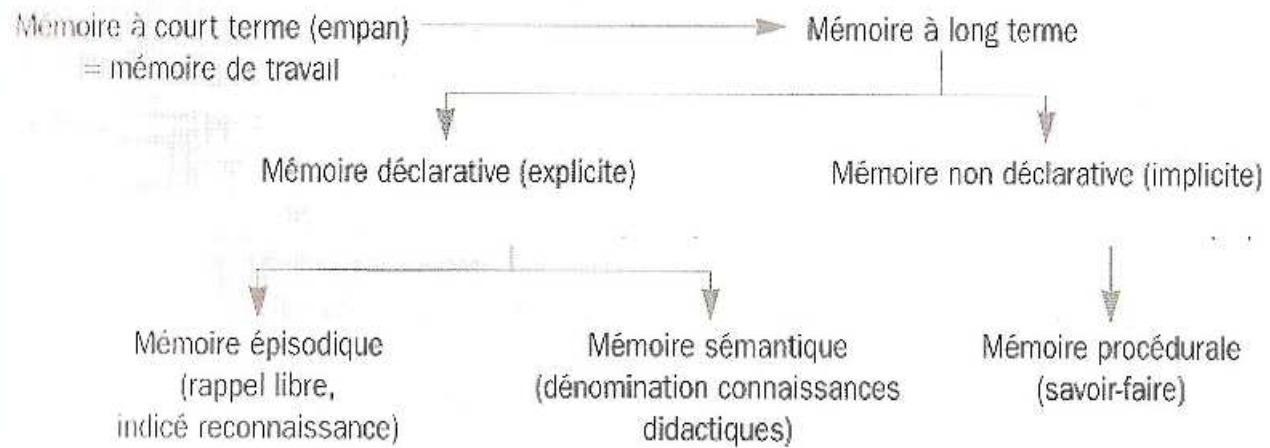 Mémoire à court terme (empan)
= mémoire de travail
Mémoire à long terme
Mémoire déclarative (explicite)
Mémoire non déclarative (implicite)
Mémoire épisodique
(rappel libre,
indicé reconnaissance)
Mémoire sémantique
(dénomination connaissances
didactiques)
Mémoire procédurale
(savoir-faire)